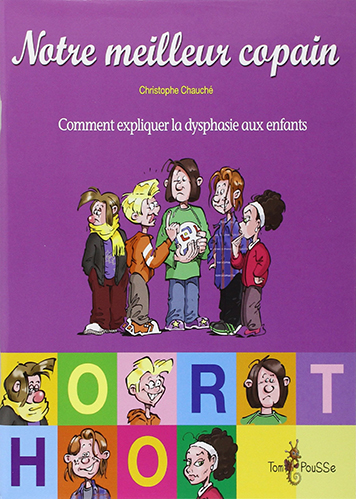 Notre meilleur copain
Christophe Chauché
Comment expliquer la dysphasie aux enfants
O R T
H O
Tom PousSe